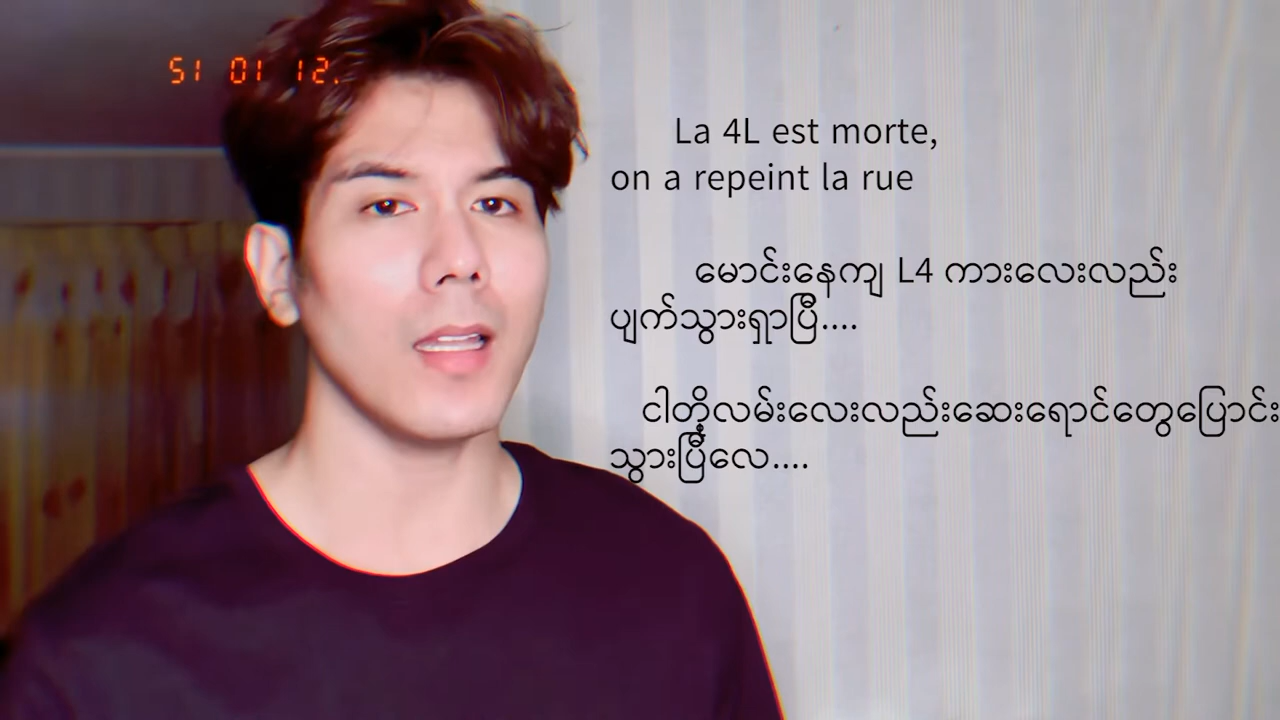 51 01 12.
La 4L est morte,
on a repeint la rue
မောင်းနေကျ L4 ကားလေးလည်း
ပျက်သွားရှာပြီ....
ငါတို့လမ်းလေးလည်းဆေးရောင်တွေပြောင်း
သွားပြီလေ....